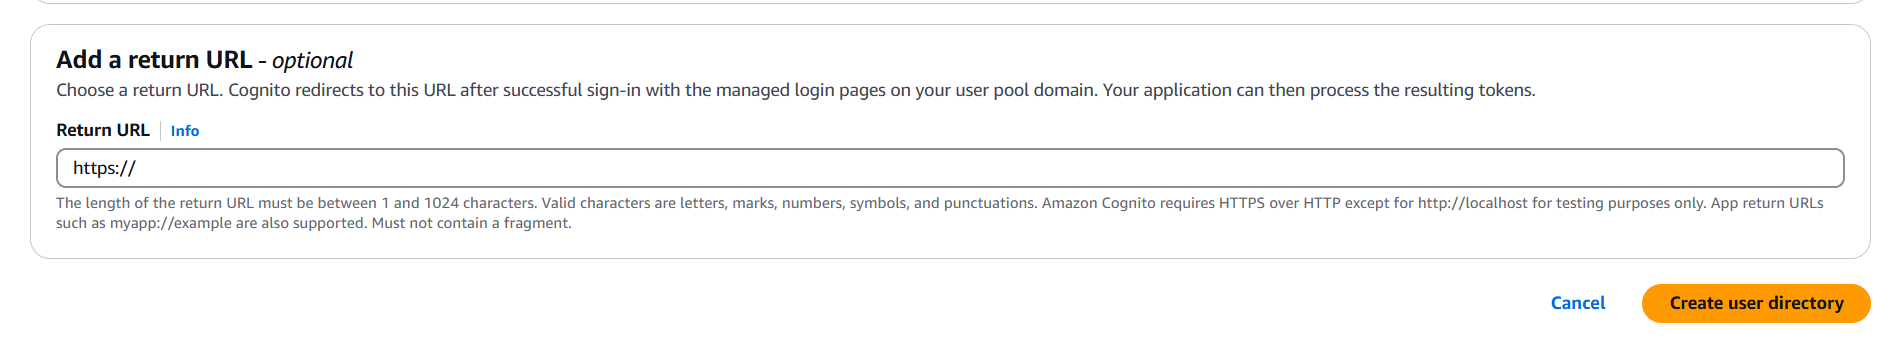 Add a return URL - optional
Choose a return URL. Cognito redirects to this URL after successful sign-in with the managed login pages on your user pool domain. Your application can then process the resulting tokens.
Return URL Info
https://
The length of the return URL must be between 1 and 1024 characters. Valid characters are letters, marks, numbers, symbols, and punctuations. Amazon Cognito requires HTTPS over HTTP except for http://localhost for testing purposes only. App return URLs
such as myapp://example are also supported. Must not contain a fragment.
Cancel Create user directory